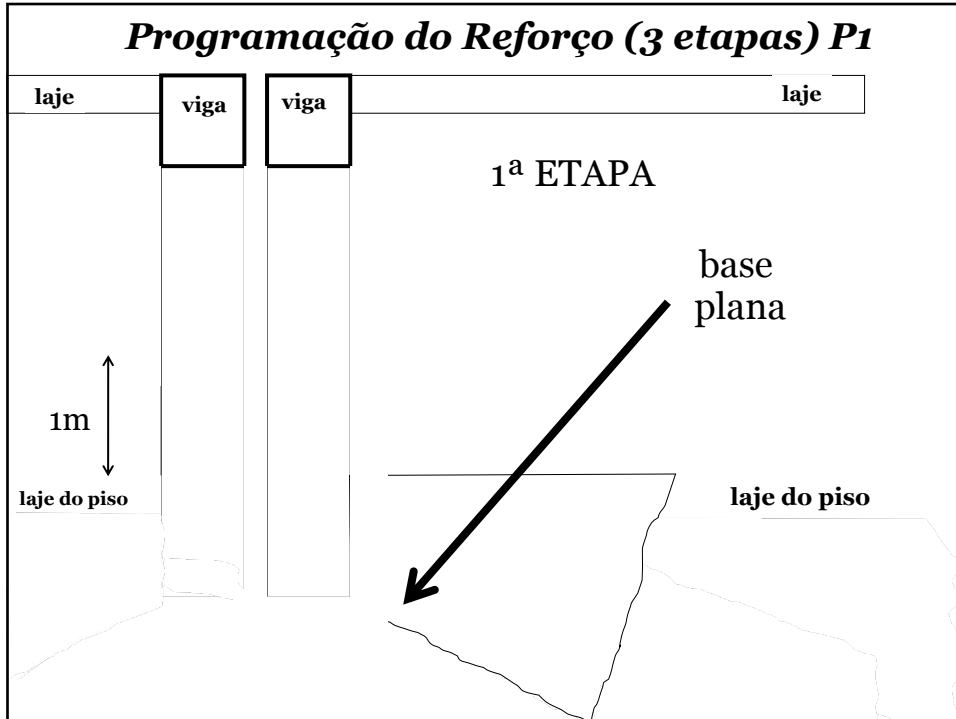 Programação do Reforço (3 etapas) P1
laje
viga
viga
laje
1ª ETAPA
base
plana
1m
laje do piso
laje do piso